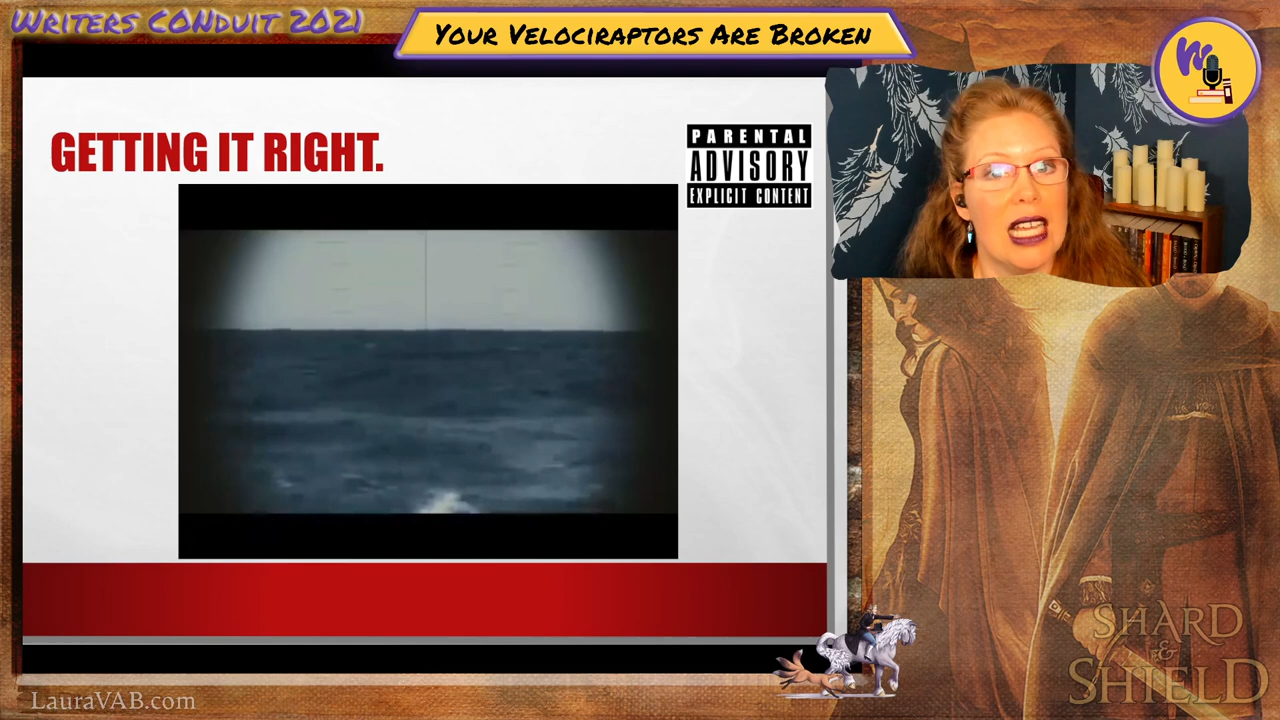 Writers CONduit 2021
Your Velociraptors Are Broken
W
GETTING IT RIGHT.
PARENTAL
ADVISORY
EXPLICIT CONTENT
SHARD
&
SHIELD
LauraVAB.com